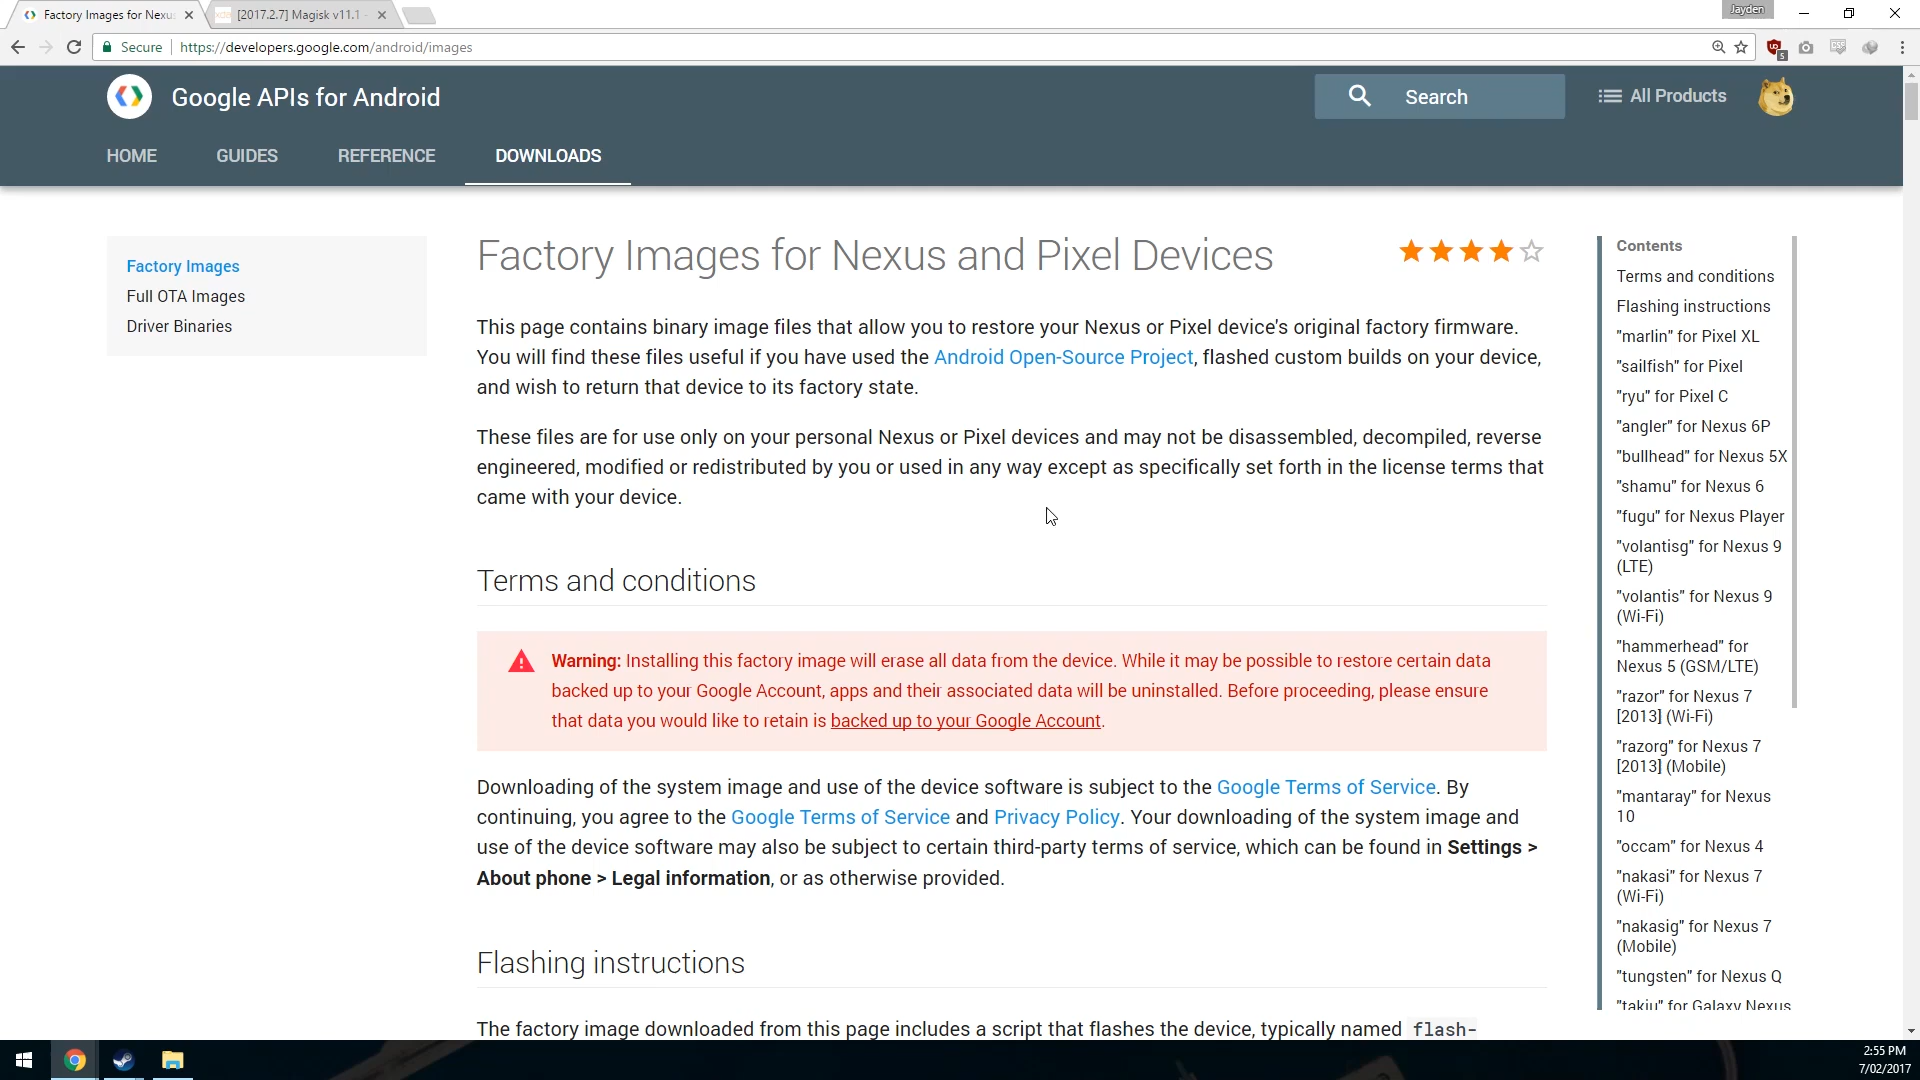 Factory Images for Nexu
[2017.2.7] Magisk v11.1 -
Jayden
Secure
https://developers.google.com/android/images
Google APIs for Android
Search
All Products
HOME
GUIDES
REFERENCE
DOWNLOADS
Factory Images
Full OTA Images
Driver Binaries
Factory Images for Nexus and Pixel Devices
This page contains binary image files that allow you to restore your Nexus or Pixel device's original factory firmware.
You will find these files useful if you have used the Android Open-Source Project, flashed custom builds on your device,
and wish to return that device to its factory state.
These files are for use only on your personal Nexus or Pixel devices and may not be disassembled, decompiled, reverse
engineered, modified or redistributed by you or used in any way except as specifically set forth in the license terms that
came with your device.
Terms and conditions
Warning: Installing this factory image will erase all data from the device. While it may be possible to restore certain data
backed up to your Google Account, apps and their associated data will be uninstalled. Before proceeding, please ensure
that data you would like to retain is backed up to your Google Account.
Downloading of the system image and use of the device software is subject to the Google Terms of Service. By
continuing, you agree to the Google Terms of Service and Privacy Policy. Your downloading of the system image and
use of the device software may also be subject to certain third-party terms of service, which can be found in Settings >
About phone > Legal information, or as otherwise provided.
Flashing instructions
The factory image downloaded from this page includes a script that flashes the device, typically named flash-
Contents
Terms and conditions
Flashing instructions
"marlin" for Pixel XL
"sailfish" for Pixel
"ryu" for Pixel C
"angler" for Nexus 6P
"bullhead" for Nexus 5X
"shamu" for Nexus 6
"fugu" for Nexus Player
"volantisg" for Nexus 9
(LTE)
"volantis" for Nexus 9
(Wi-Fi)
"hammerhead" for
Nexus 5 (GSM/LTE)
"razor" for Nexus 7
[2013] (Wi-Fi)
"razorg" for Nexus 7
[2013] (Mobile)
"mantaray" for Nexus
10
"occam" for Nexus 4
"nakasi" for Nexus 7
(Wi-Fi)
"nakasig" for Nexus 7
(Mobile)
"tungsten" for Nexus Q
"takju" for Galaxy Nexus
2:55 PM
7/02/2017